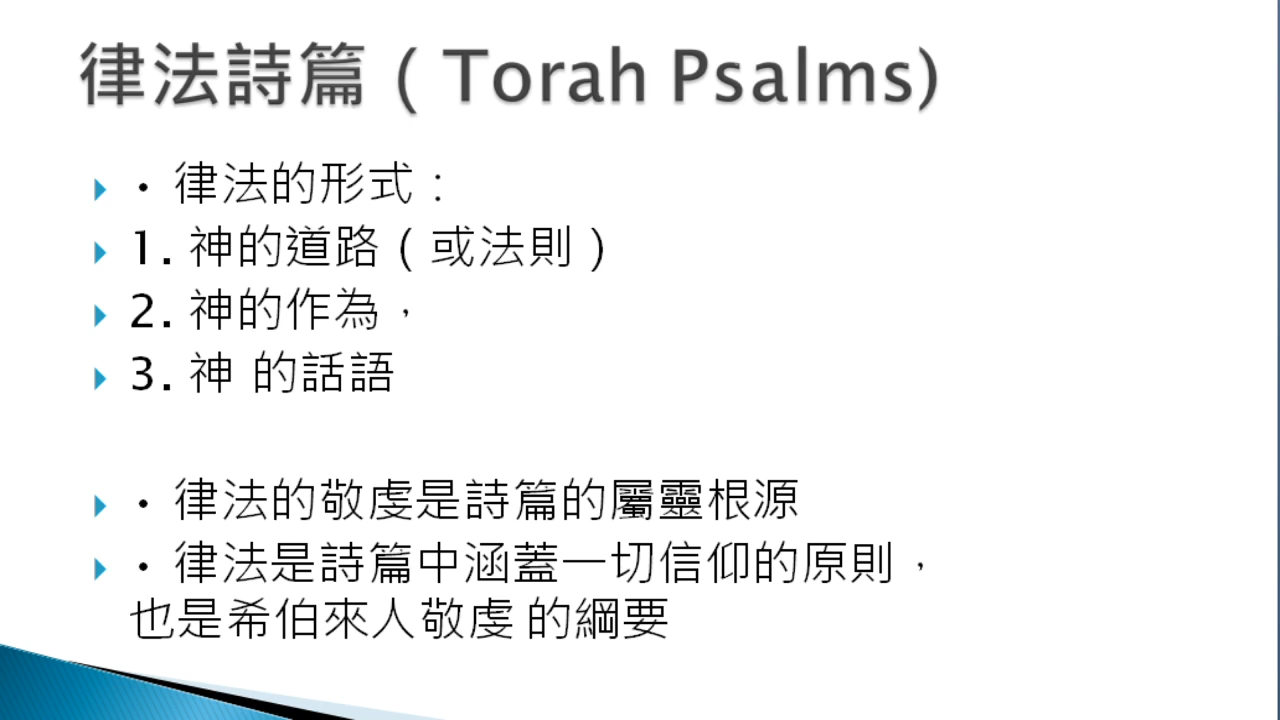 律法詩篇（Torah Psalms)
• 律法的形式：
1. 神的道路（或法則）
2. 神的作為，
3. 神 的話語
• 律法的敬虔是詩篇的屬靈根源
• 律法是詩篇中涵蓋一切信仰的原則，
也是希伯來人敬虔 的綱要